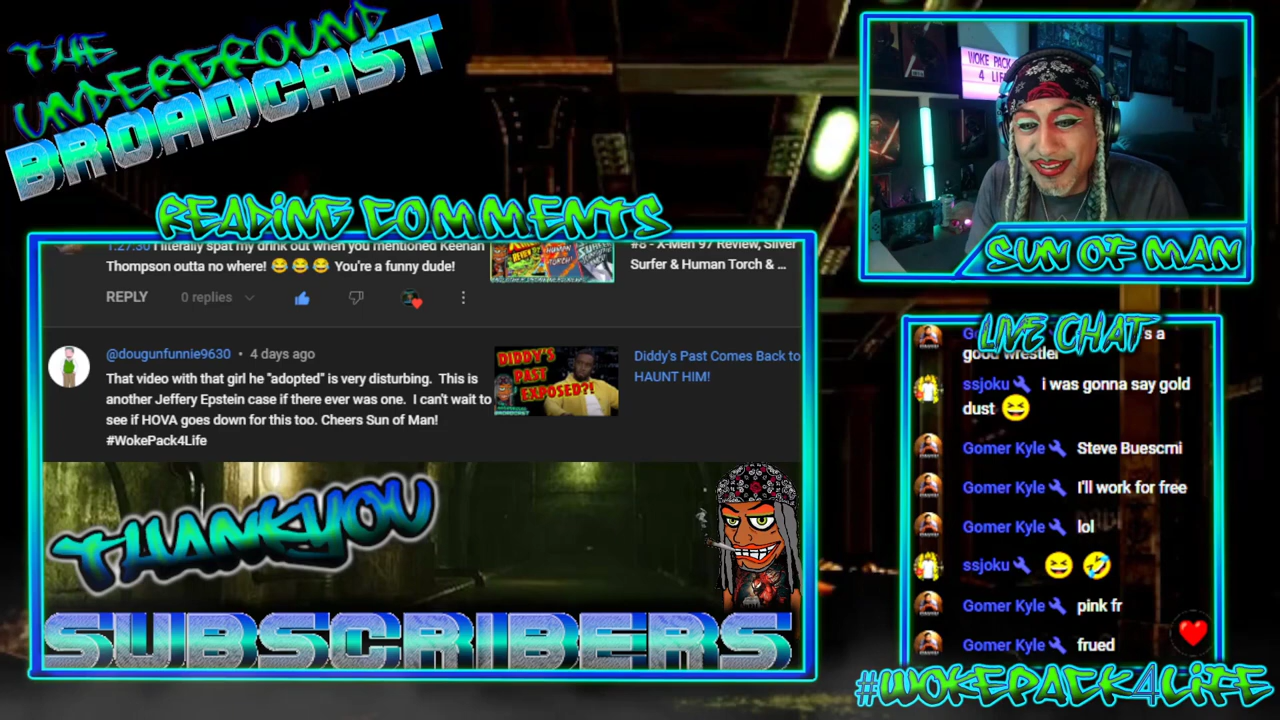 THE
UNDERGROUND
BROADCAST
READING COMMENTS
1:27:30 I literally spat my drink out when you mentioned Keenan
Thompson outta no where! 😂 😂 😂 You're a funny dude!
REPLY 0 replies
#8 - X-Men 97 Review, Silver
Surfer & Human Torch & ...
@dougunfunnie9630 • 4 days ago
That video with that girl he "adopted" is very disturbing. This is
another Jeffery Epstein case if there ever was one. I can't wait to
see if HOVA goes down for this too. Cheers Sun of Man!
#WokePack4Life
DIDDY'S
PAST
EXPOSED?!
Diddy's Past Comes Back to
HAUNT HIM!
THANKYOU
SUBSCRIBERS
WOKE PACK
4 LIFE
SUN OF MAN
LIVE CHAT
s a
good wrestler
ssjoku i was gonna say gold
dust 😆
Gomer Kyle Steve Buescmi
Gomer Kyle I'll work for free
Gomer Kyle lol
ssjoku 😆 🤣
Gomer Kyle pink fr
Gomer Kyle frued
#WOKEPACK4LIFE